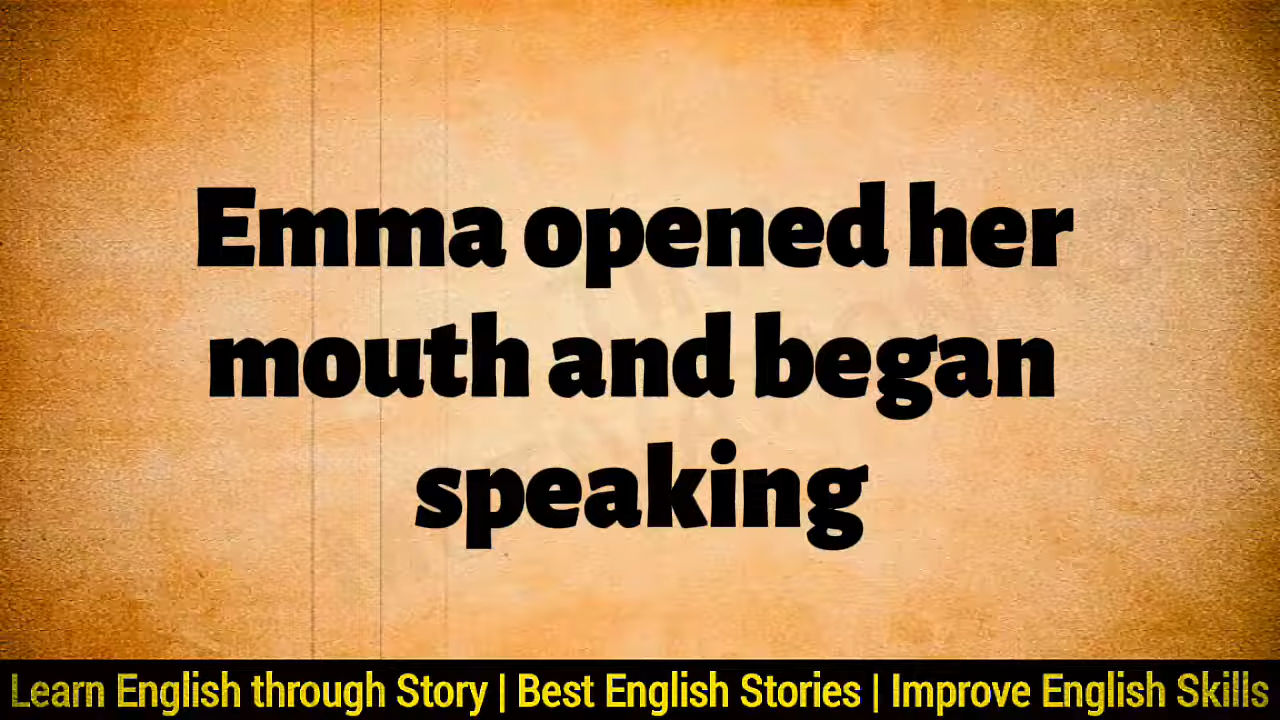 Emma opened her
mouth and began
speaking
Learn English through Story | Best English Stories | Improve English Skills